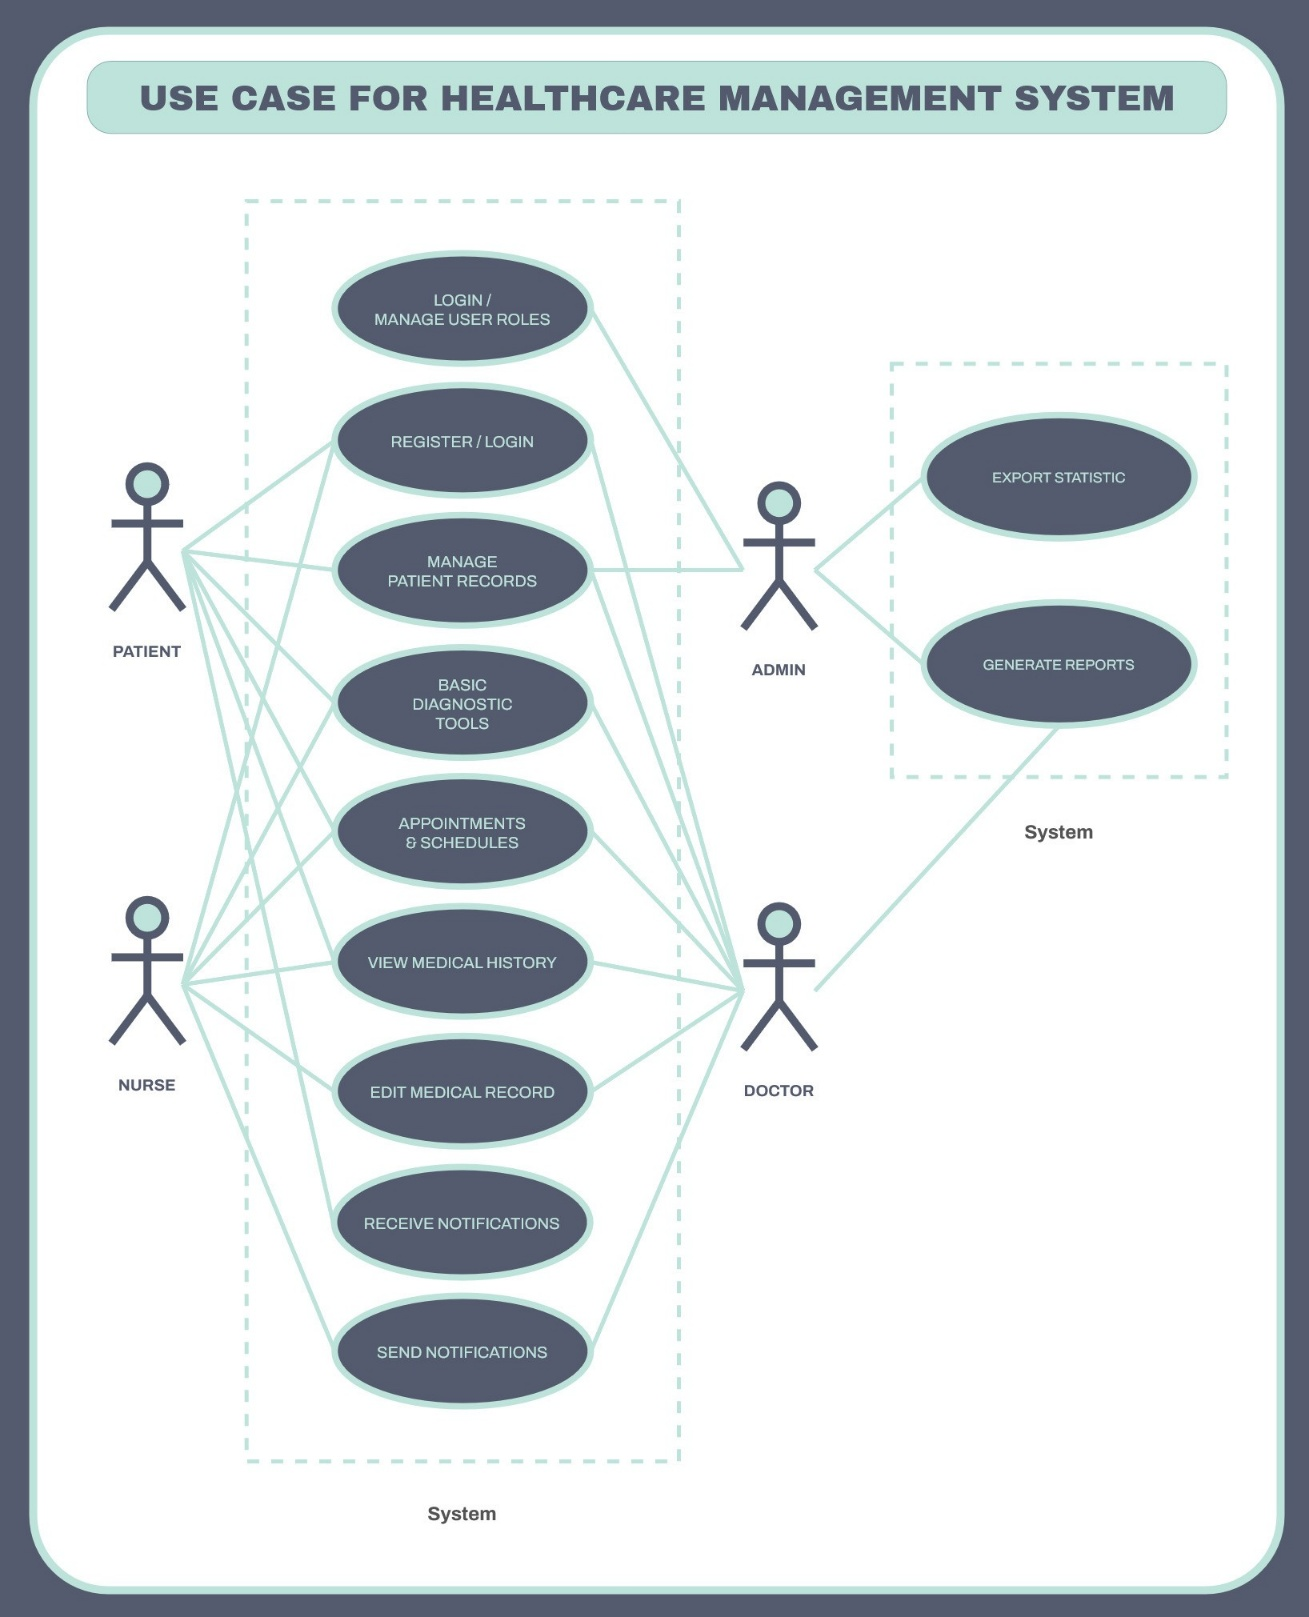 USE CASE FOR HEALTHCARE MANAGEMENT SYSTEM
LOGIN /
MANAGE USER ROLES
REGISTER / LOGIN
MANAGE
PATIENT RECORDS
BASIC
DIAGNOSTIC
TOOLS
APPOINTMENTS
& SCHEDULES
VIEW MEDICAL HISTORY
EDIT MEDICAL RECORD
RECEIVE NOTIFICATIONS
SEND NOTIFICATIONS
System
PATIENT
NURSE
ADMIN
DOCTOR
EXPORT STATISTIC
GENERATE REPORTS
System